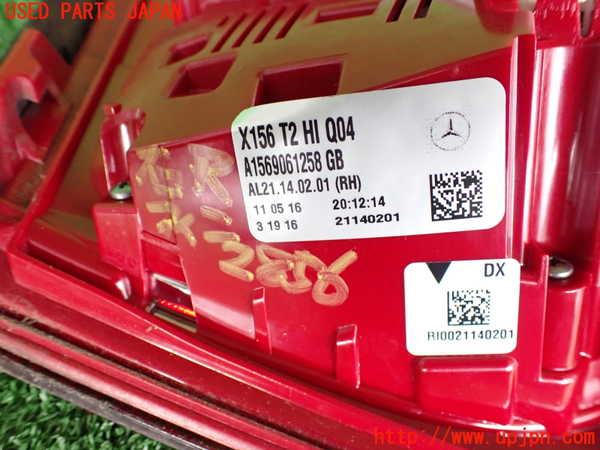 USED PARTS JAPAN
X156 T2 HI Q04
A1569061258 GB
AL21.14.02.01 (RH)
11 05 16 20:12:14
3 19 16 21140201
DX
RI0021140201
UPJ
http://www.upjpn.com/